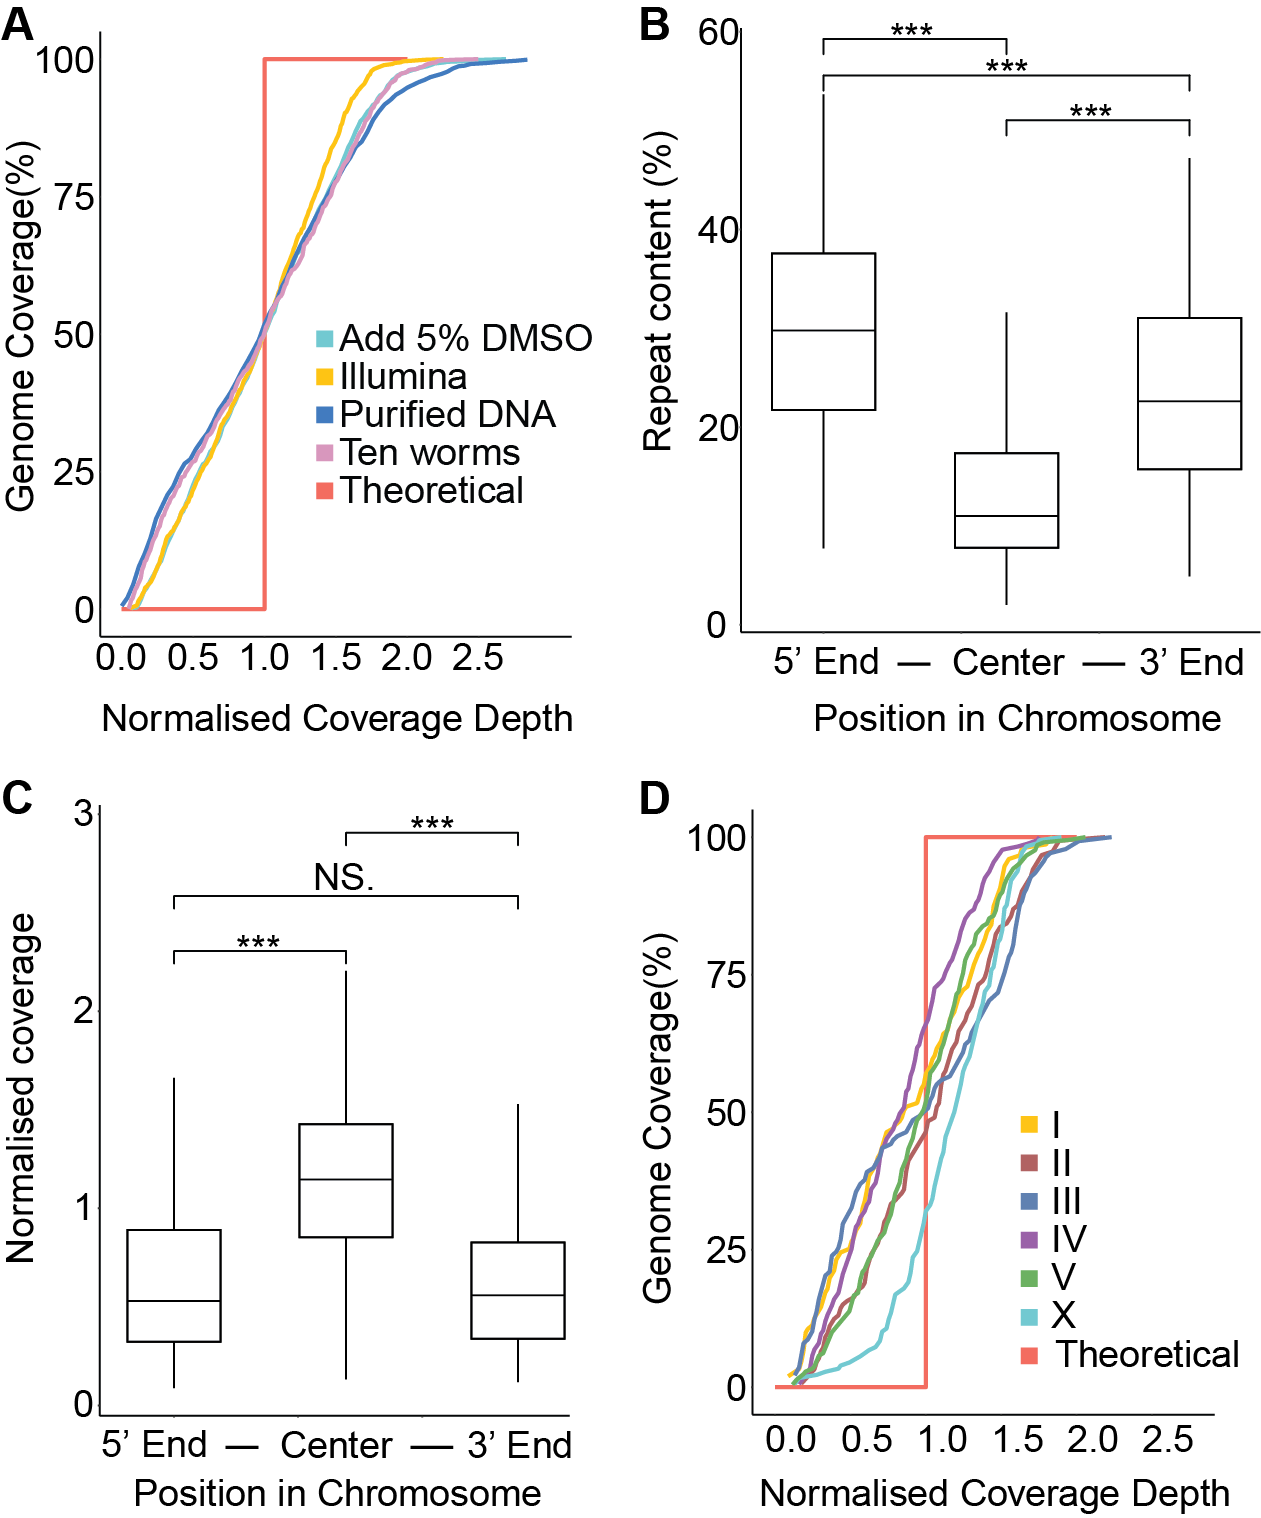 A
Genome Coverage(%)
100
75
50
25
0
Add 5% DMSO
Illumina
Purified DNA
Ten worms
Theoretical
0.0 0.5 1.0 1.5 2.0 2.5
Normalised Coverage Depth
B
Repeat content (%)
60
40
20
0
***
***
***
5’ End — Center — 3’ End
Position in Chromosome
C
Normalised coverage
3
2
1
0
***
NS.
***
5’ End — Center — 3’ End
Position in Chromosome
D
Genome Coverage(%)
100
75
50
25
0
I
II
III
IV
V
X
Theoretical
0.0 0.5 1.0 1.5 2.0 2.5
Normalised Coverage Depth